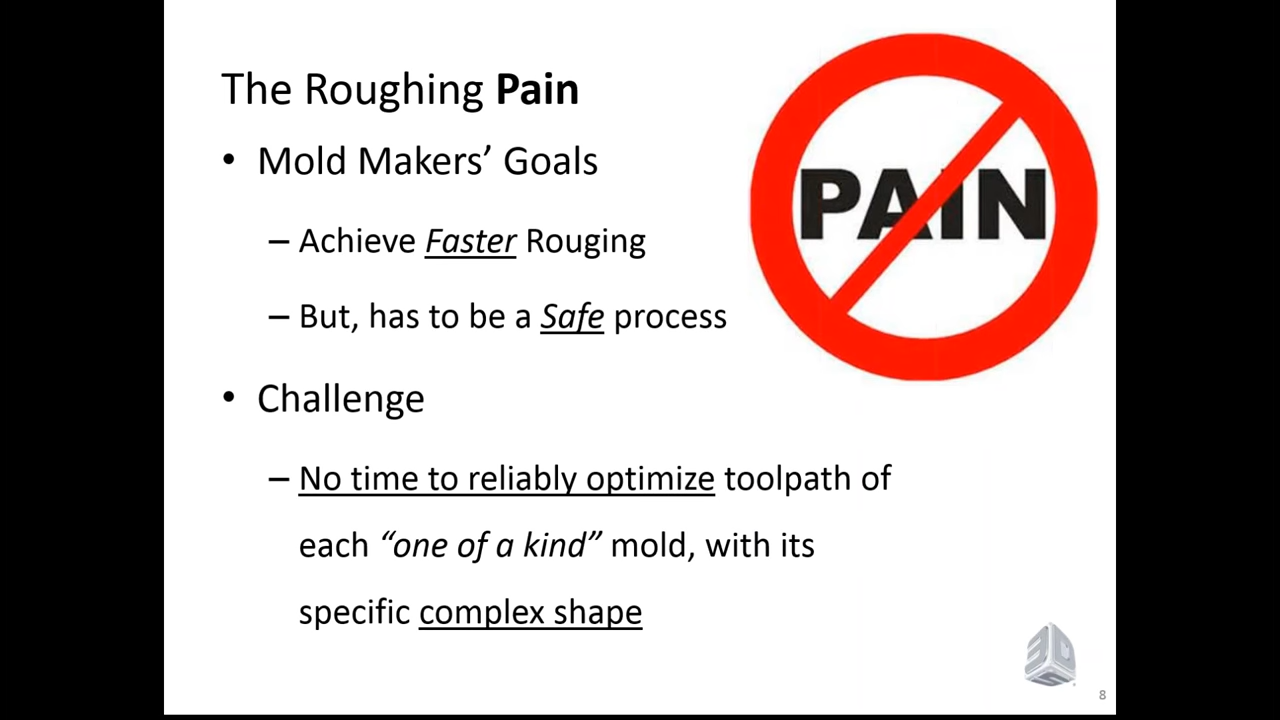 The Roughing Pain
PAIN
• Mold Makers’ Goals
– Achieve Faster Rouging
– But, has to be a Safe process
• Challenge
– No time to reliably optimize toolpath of
each “one of a kind” mold, with its
specific complex shape
3DS
8